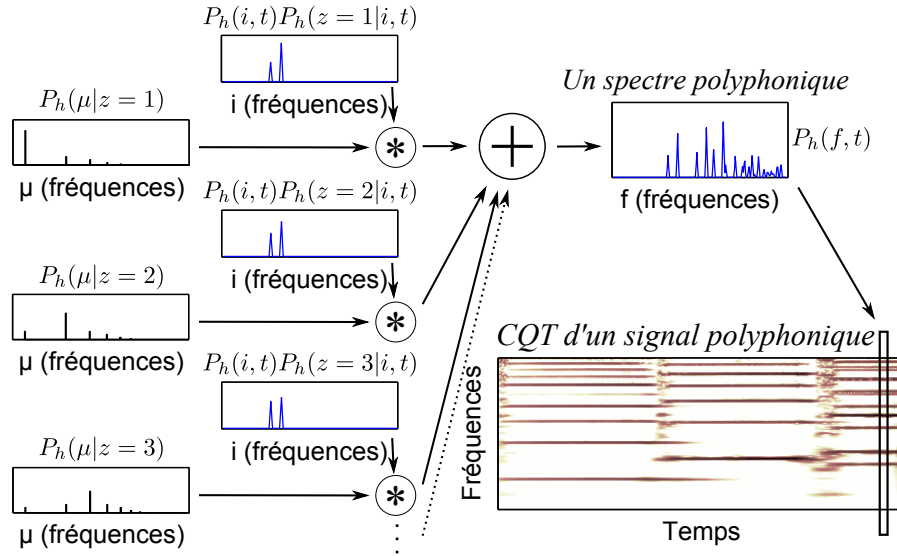 P_h(i, t)P_h(z = 1|i, t)
i (fréquences)
P_h(μ|z = 1)
μ (fréquences)
*
+
Un spectre polyphonique
P_h(f, t)
f (fréquences)
P_h(i, t)P_h(z = 2|i, t)
i (fréquences)
P_h(μ|z = 2)
μ (fréquences)
*
P_h(i, t)P_h(z = 3|i, t)
i (fréquences)
P_h(μ|z = 3)
μ (fréquences)
*
CQT d'un signal polyphonique
Fréquences
Temps